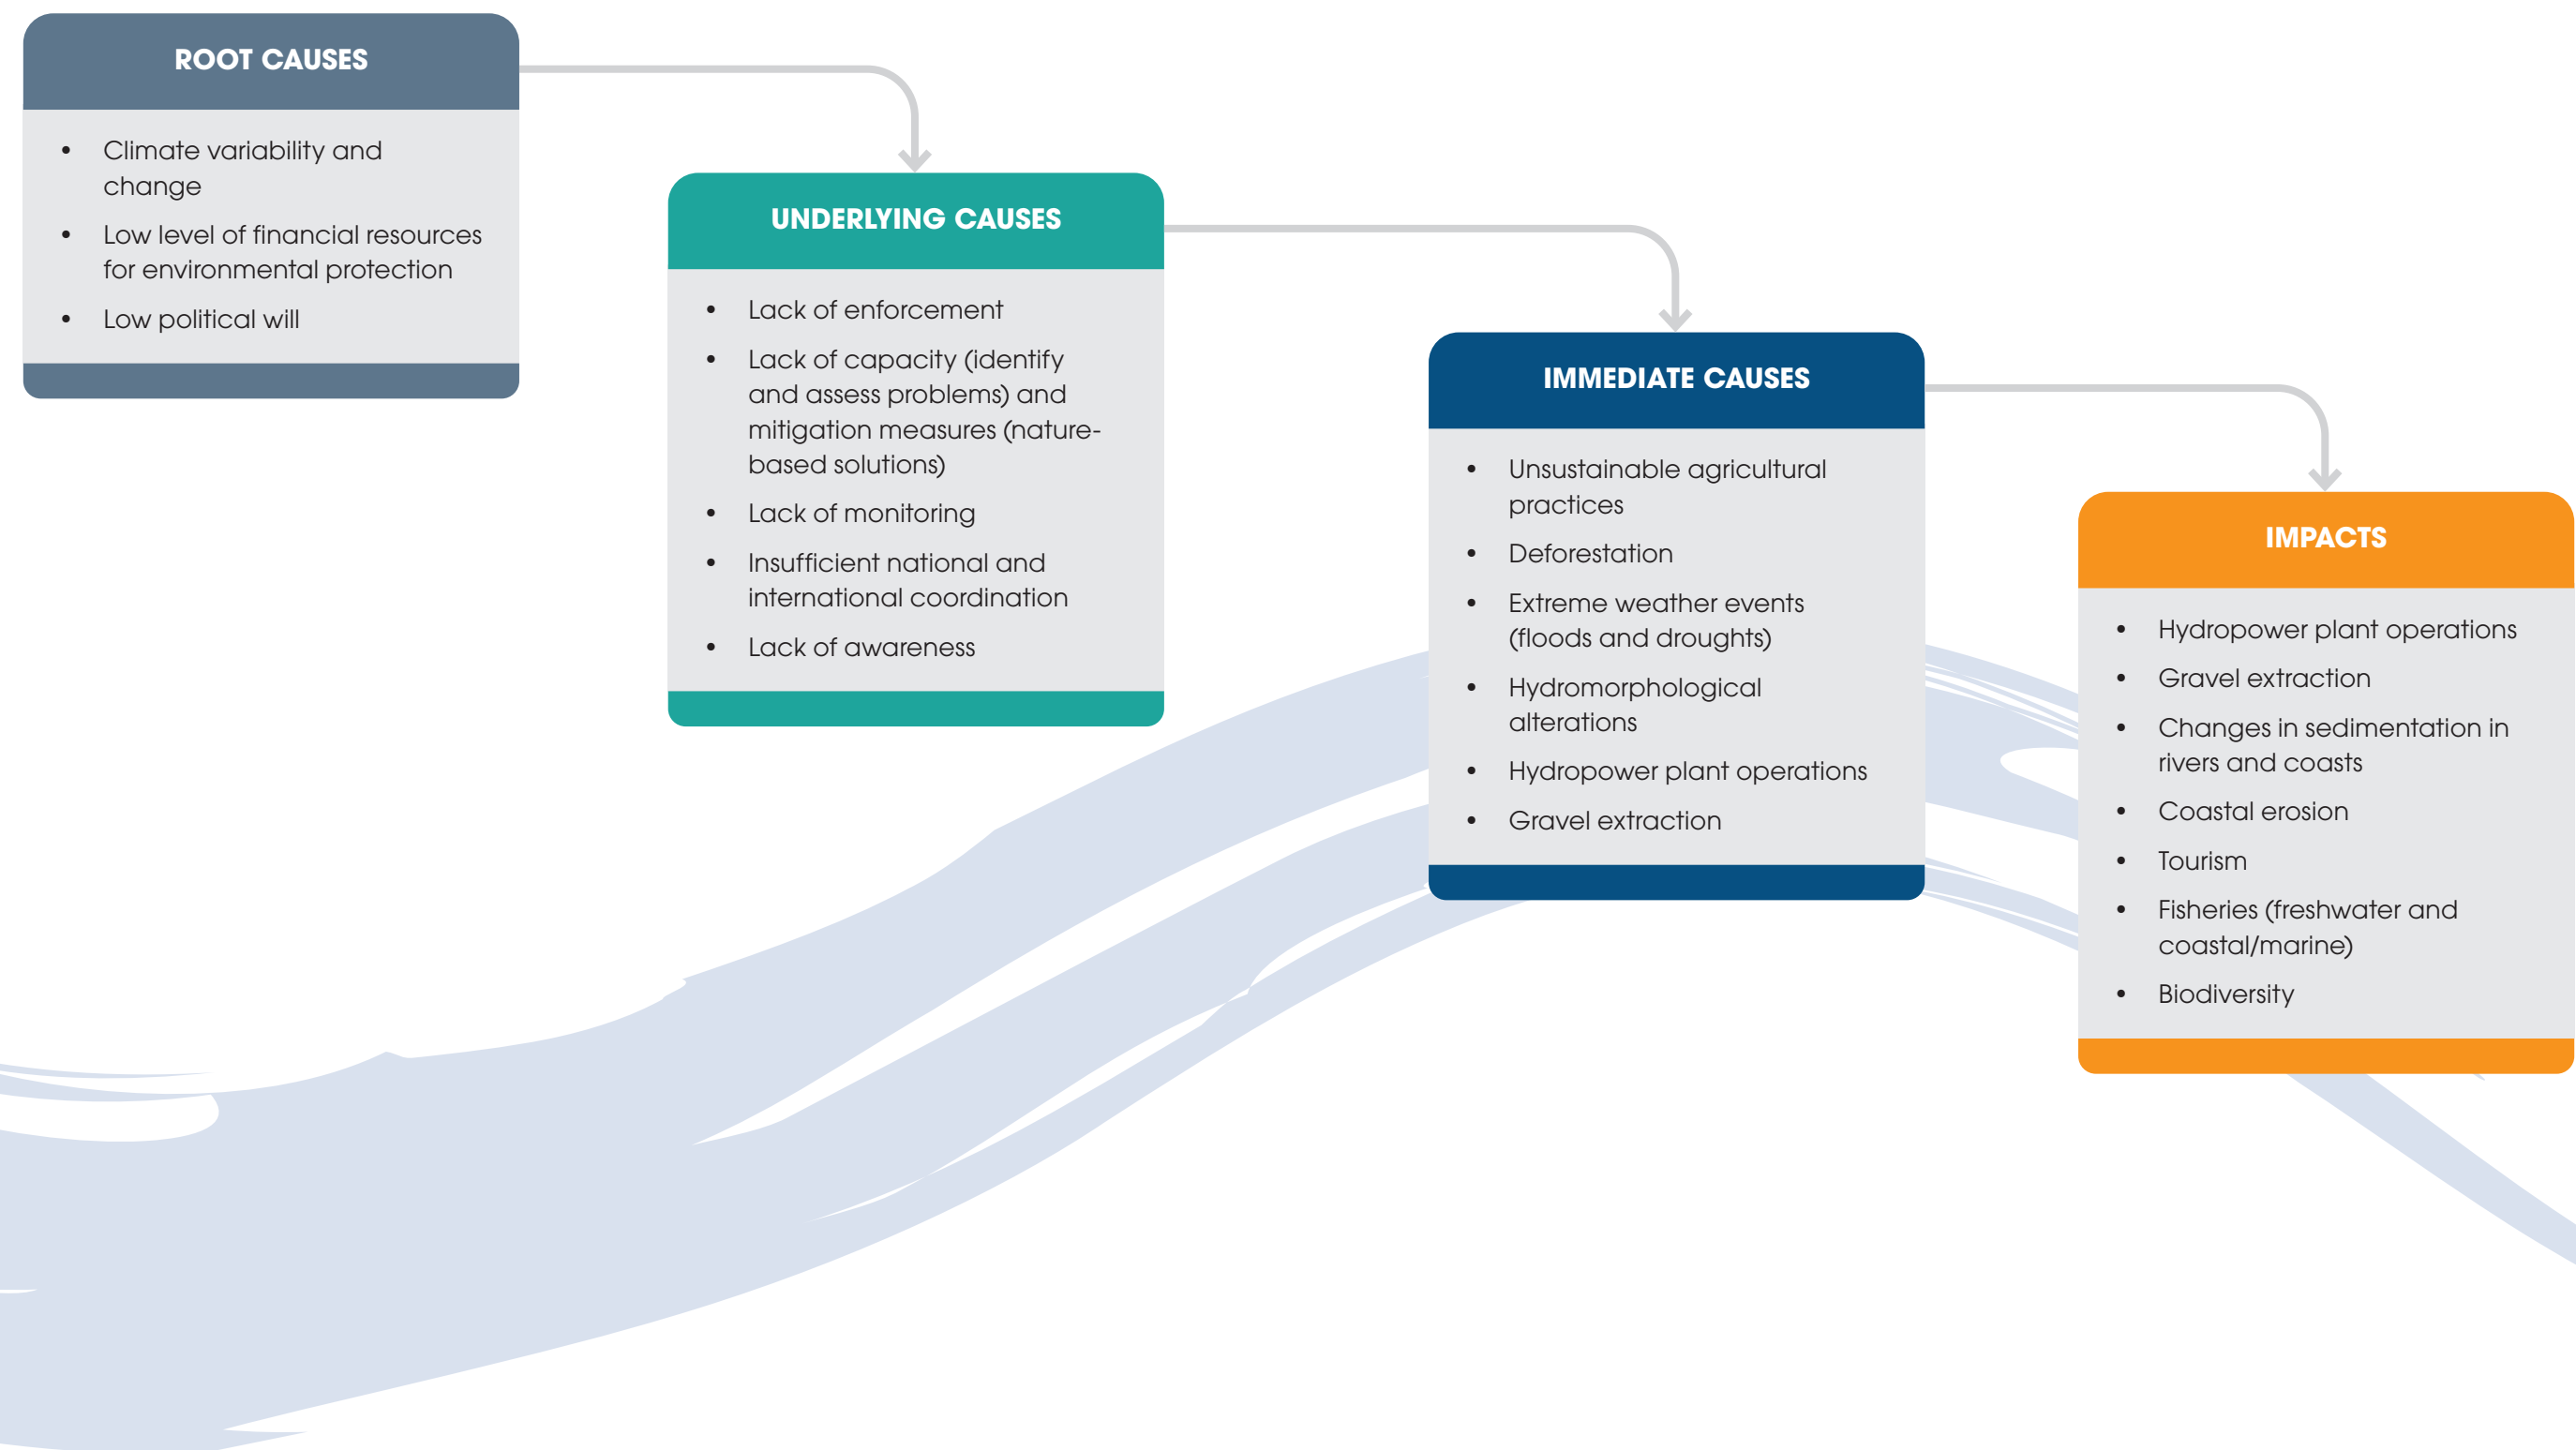 ROOT CAUSES
• Climate variability and
change
• Low level of financial resources
for environmental protection
• Low political will
UNDERLYING CAUSES
• Lack of enforcement
• Lack of capacity (identify
and assess problems) and
mitigation measures (nature-
based solutions)
• Lack of monitoring
• Insufficient national and
international coordination
• Lack of awareness
IMMEDIATE CAUSES
• Unsustainable agricultural
practices
• Deforestation
• Extreme weather events
(floods and droughts)
• Hydromorphological
alterations
• Hydropower plant operations
• Gravel extraction
IMPACTS
• Hydropower plant operations
• Gravel extraction
• Changes in sedimentation in
rivers and coasts
• Coastal erosion
• Tourism
• Fisheries (freshwater and
coastal/marine)
• Biodiversity